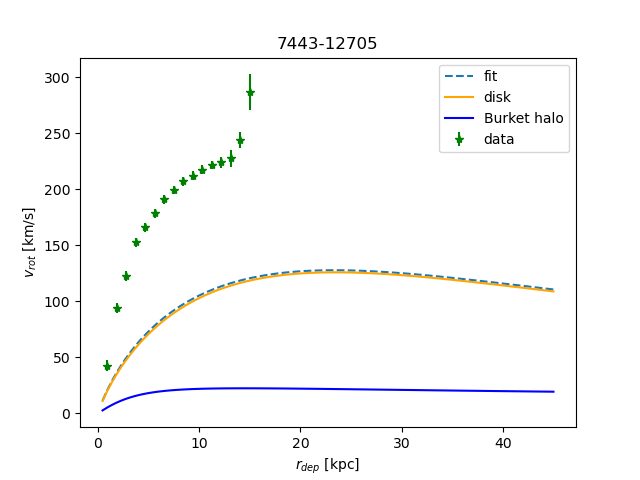 7443-12705
fit
disk
Burket halo
data
300
250
200
150
100
50
0
v_rot [km/s]
0 10 20 30 40
r_dep [kpc]